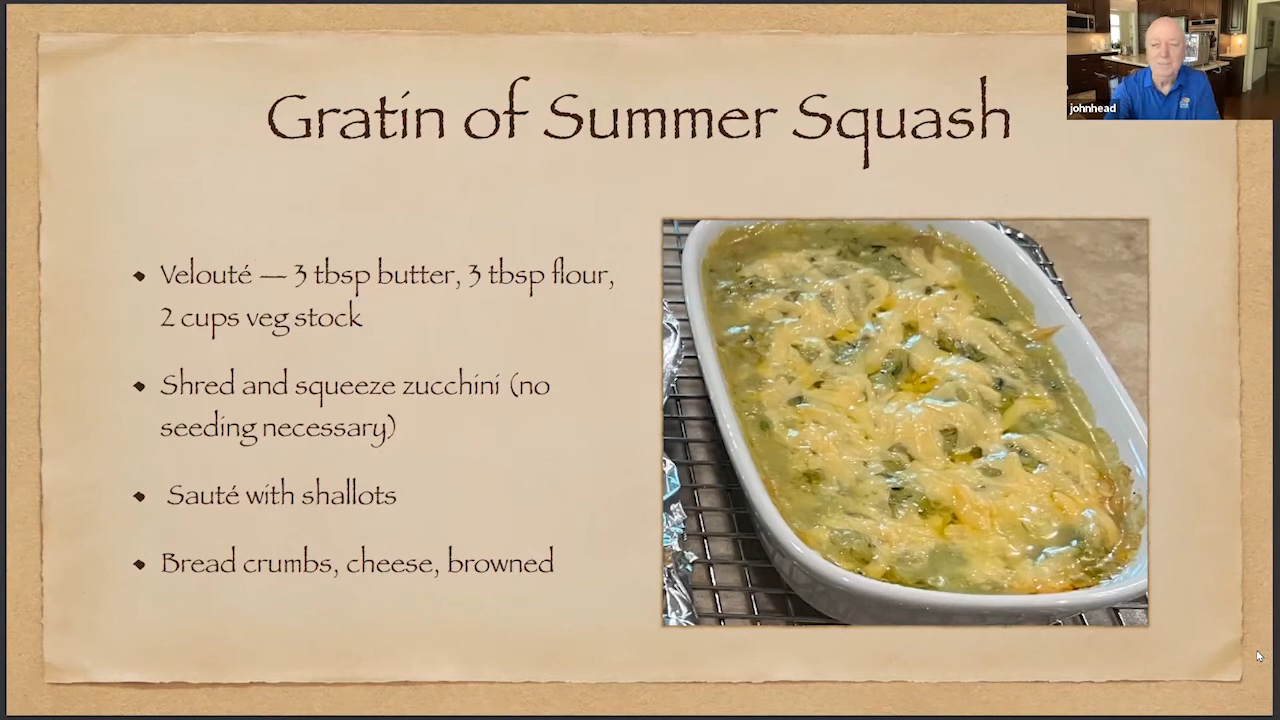 Gratin of Summer Squash
johnhead
• Velouté — 3 tbsp butter, 3 tbsp flour,
2 cups veg stock
• Shred and squeeze zucchini (no
seeding necessary)
• Sauté with shallots
• Bread crumbs, cheese, browned